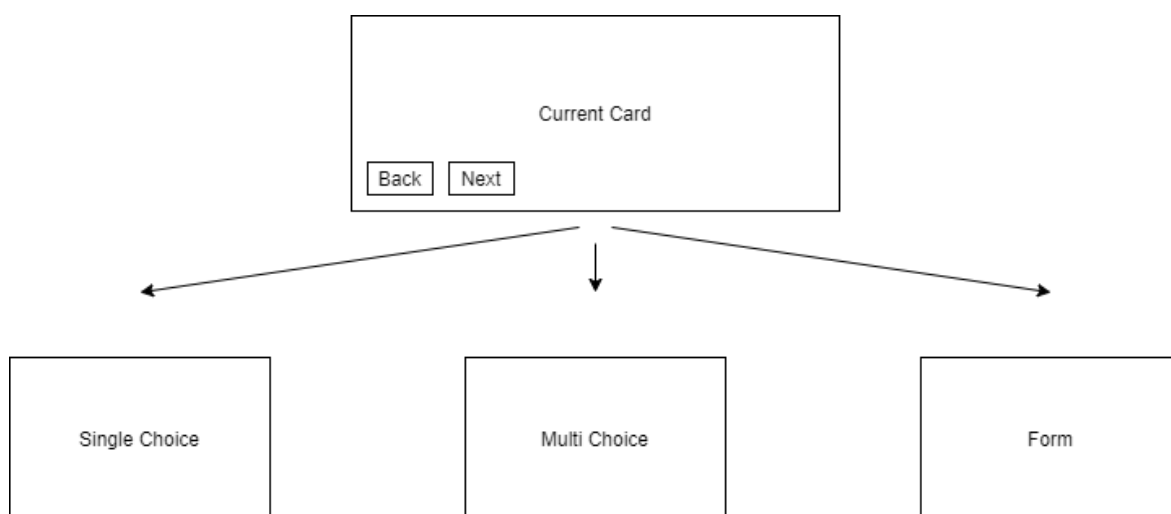 Current Card
Back
Next
Single Choice
Multi Choice
Form